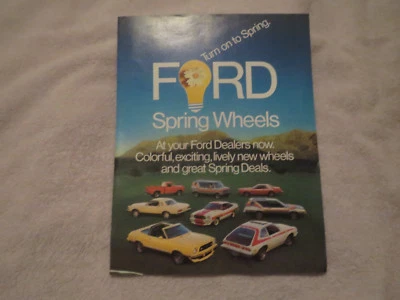 Turn on to Spring.
FORD
Spring Wheels
At your Ford Dealers now.
Colorful, exciting, lively new wheels
and great Spring Deals.